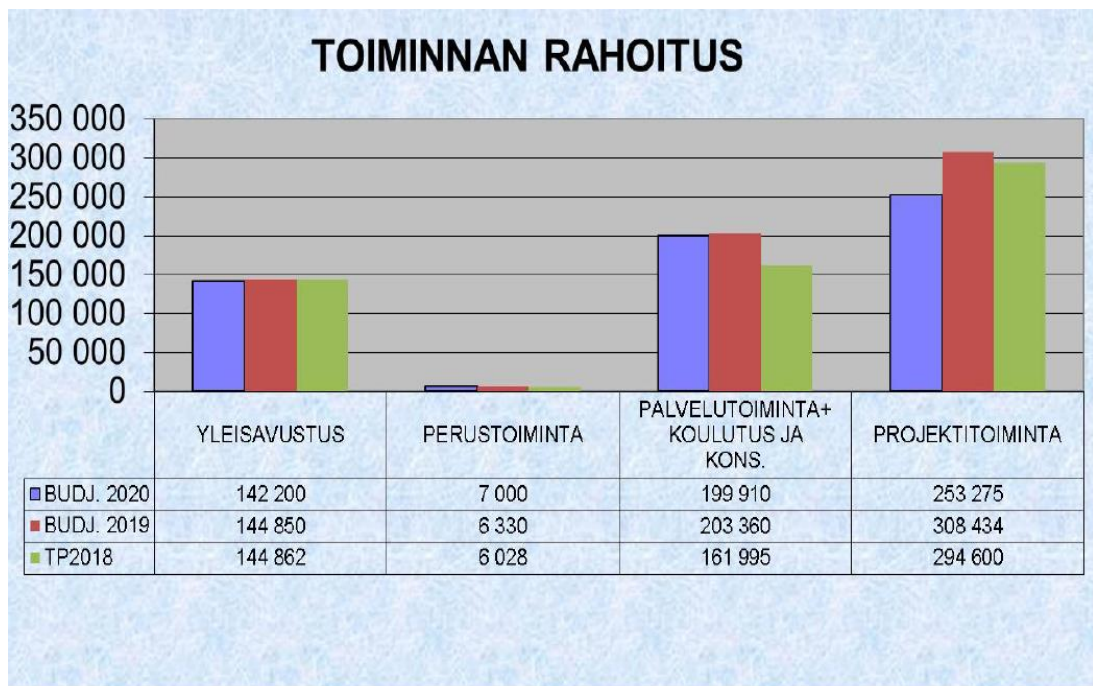 TOIMINNAN RAHOITUS
350 000
300 000
250 000
200 000
150 000
100 000
50 000
0
YLEISAVUSTUS PERUSTOIMINTA PALVELUTOIMINTA+ KOULUTUS JA KONS. PROJEKTITOIMINTA
BUDJ. 2020 142 200 7 000 199 910 253 275
BUDJ. 2019 144 850 6 330 203 360 308 434
TP2018 144 862 6 028 161 995 294 600